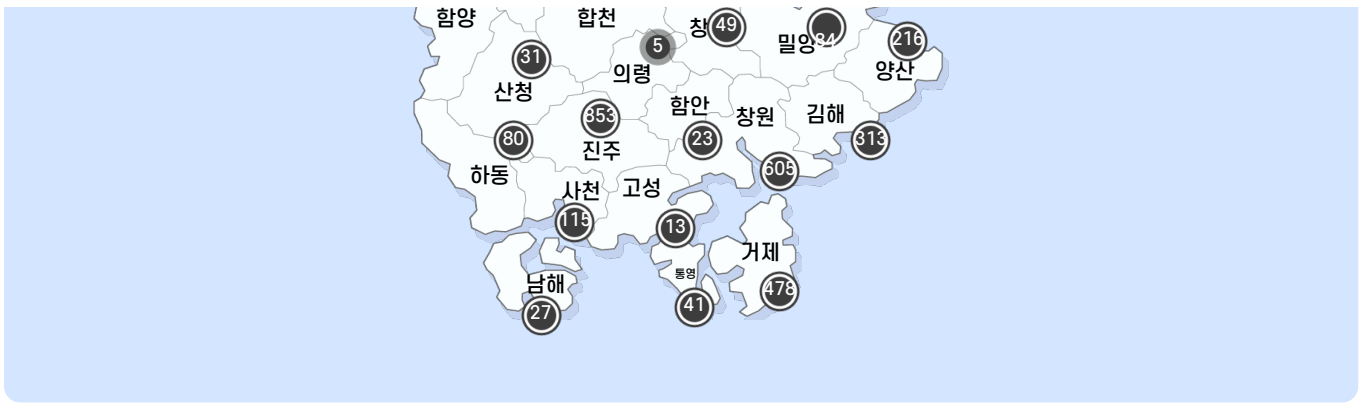 함양
합천
창
49
밀양
84
216
양산
5
의령
31
산청
함안
창원
김해
353
진주
23
313
80
하동
605
사천
고성
115
13
거제
통영
남해
478
27
41